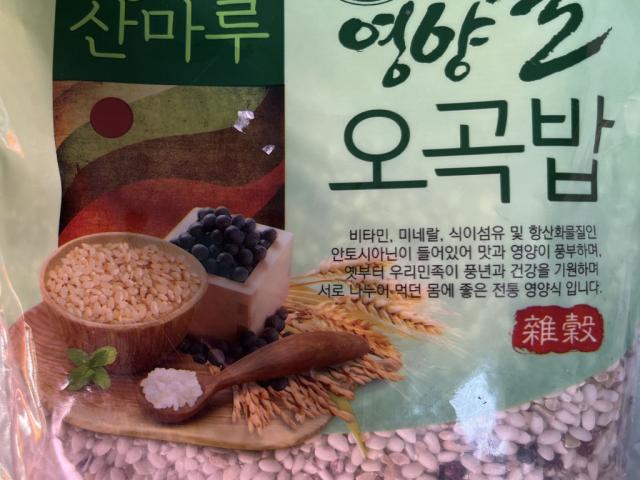 산마루
영양
오곡밥
비타민, 미네랄, 식이섬유 및 항산화물질인
안토시아닌이 들어있어 맛과 영양이 풍부하며,
옛부터 우리민족이 풍년과 건강을 기원하며
서로 나누어 먹던 몸에 좋은 전통 영양식 입니다.
雜穀